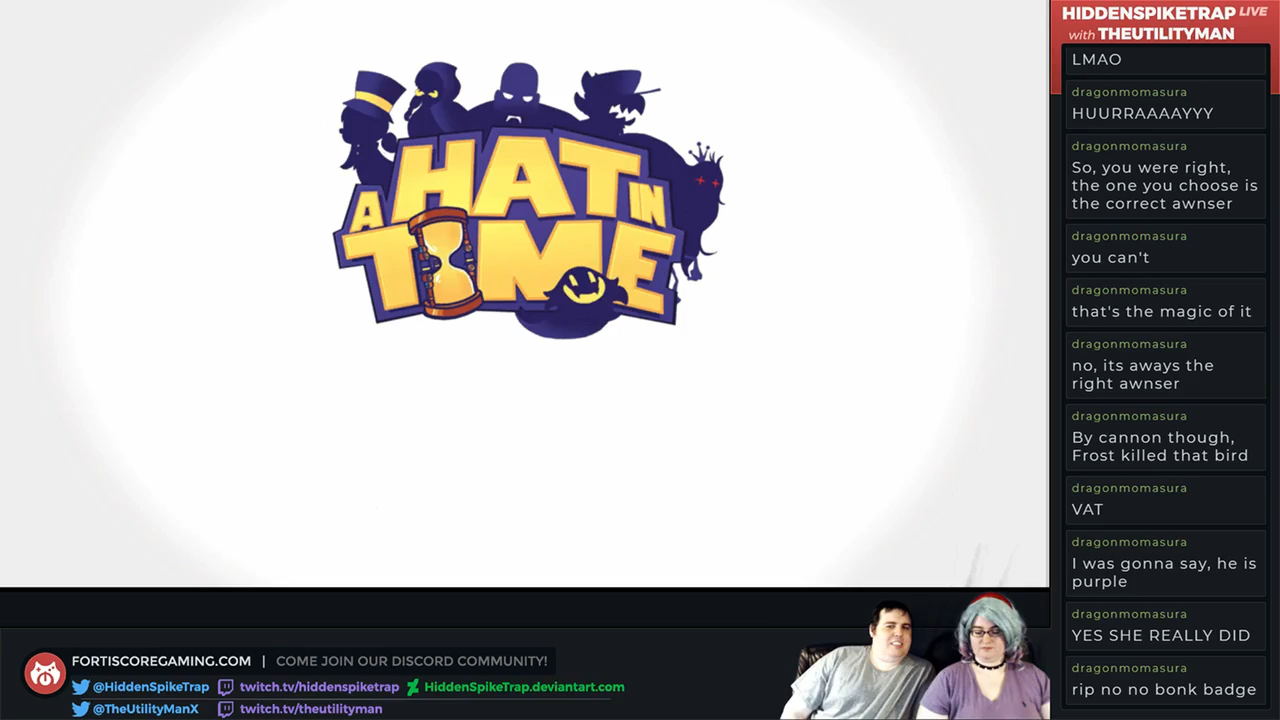 A HAT IN
TIME
HIDDENSPIKETRAP LIVE
with THEUTILITYMAN
LMAO
dragonmomasura
HUURRAAAAYYY
dragonmomasura
So, you were right,
the one you choose is
the correct awnser
dragonmomasura
you can't
dragonmomasura
that's the magic of it
dragonmomasura
no, its aways the
right awnser
dragonmomasura
By cannon though,
Frost killed that bird
dragonmomasura
VAT
dragonmomasura
I was gonna say, he is
purple
dragonmomasura
YES SHE REALLY DID
dragonmomasura
rip no no bonk badge
FORTISCOREGAMING.COM | COME JOIN OUR DISCORD COMMUNITY!
@HiddenSpikeTrap twitch.tv/hiddenspiketrap HiddenSpikeTrap.deviantart.com
@TheUtilityManX twitch.tv/theutilityman